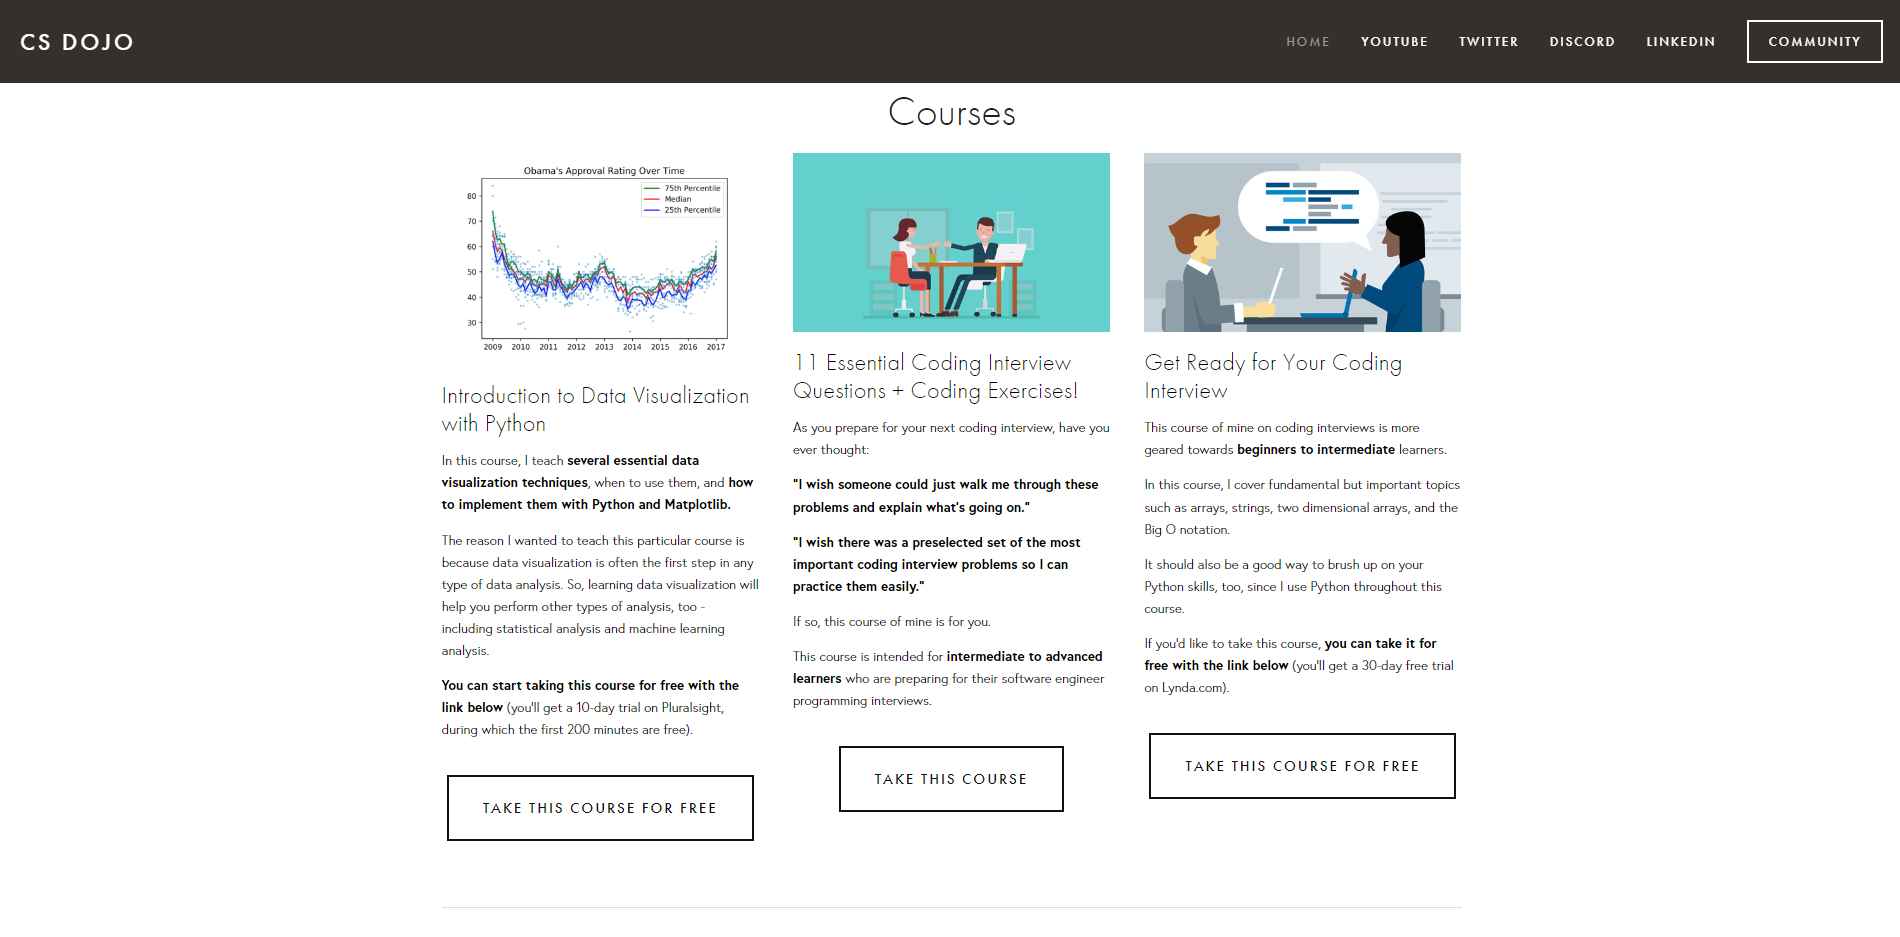 CS DOJO
HOME
YOUTUBE
TWITTER
DISCORD
LINKEDIN
COMMUNITY
Courses
Obama's Approval Rating Over Time
75th Percentile
Median
25th Percentile
80
70
60
50
40
30
2009 2010 2011 2012 2013 2014 2015 2016 2017
Introduction to Data Visualization
with Python
In this course, I teach several essential data
visualization techniques, when to use them, and how
to implement them with Python and Matplotlib.
The reason I wanted to teach this particular course is
because data visualization is often the first step in any
type of data analysis. So, learning data visualization will
help you perform other types of analysis, too -
including statistical analysis and machine learning
analysis.
You can start taking this course for free with the
link below (you'll get a 10-day trial on Pluralsight,
during which the first 200 minutes are free).
TAKE THIS COURSE FOR FREE
11 Essential Coding Interview
Questions + Coding Exercises!
As you prepare for your next coding interview, have you
ever thought:
"I wish someone could just walk me through these
problems and explain what's going on."
"I wish there was a preselected set of the most
important coding interview problems so I can
practice them easily."
If so, this course of mine is for you.
This course is intended for intermediate to advanced
learners who are preparing for their software engineer
programming interviews.
TAKE THIS COURSE
Get Ready for Your Coding
Interview
This course of mine on coding interviews is more
geared towards beginners to intermediate learners.
In this course, I cover fundamental but important topics
such as arrays, strings, two dimensional arrays, and the
Big O notation.
It should also be a good way to brush up on your
Python skills, too, since I use Python throughout this
course.
If you'd like to take this course, you can take it for
free with the link below (you'll get a 30-day free trial
on Lynda.com).
TAKE THIS COURSE FOR FREE